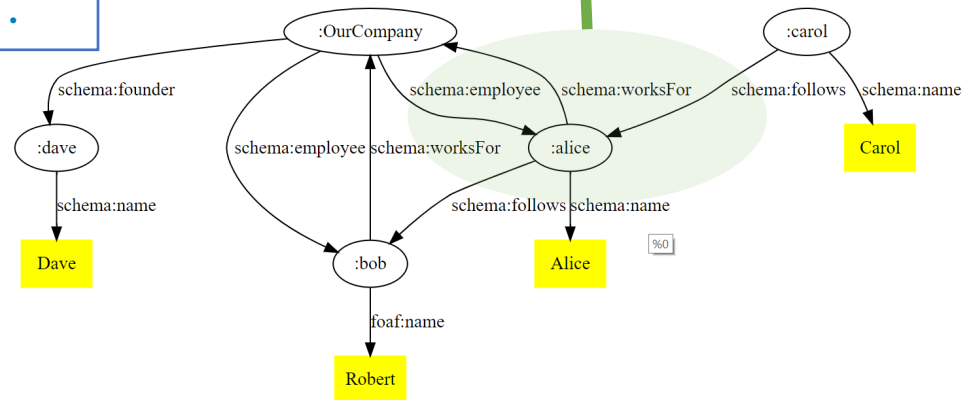 :OurCompany
:carol
schema:founder
schema:employee
schema:worksFor
schema:follows
schema:name
:dave
schema:employee
schema:worksFor
:alice
Carol
schema:name
schema:follows
schema:name
%0
Dave
:bob
Alice
foaf:name
Robert